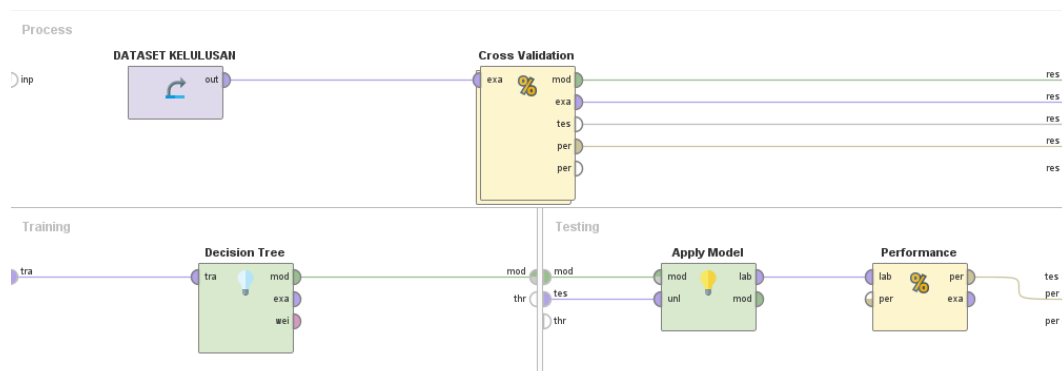 Process
DATASET KELULUSAN
Cross Validation
inp
out
exa
mod
res
exa
res
tes
res
per
res
per
res
Training
Testing
Decision Tree
Apply Model
Performance
tra
tra
mod
mod
exa
thr
wei
mod
mod
lab
lab
per
tes
tes
unl
mod
per
exa
per
thr
per